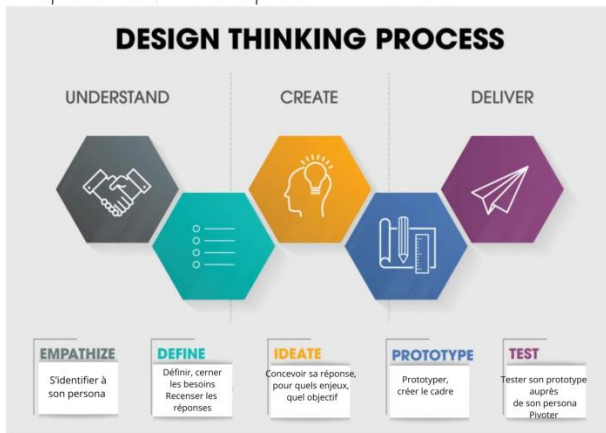 DESIGN THINKING PROCESS
UNDERSTAND
CREATE
DELIVER
EMPATHIZE
S'identifier à
son persona
DEFINE
Définir, cerner
les besoins
Recenser les
réponses
IDEATE
Concevoir sa réponse,
pour quels enjeux,
quel objectif
PROTOTYPE
Prototyper,
créer le cadre
TEST
Tester son prototype
auprès
de son persona
Pivoter